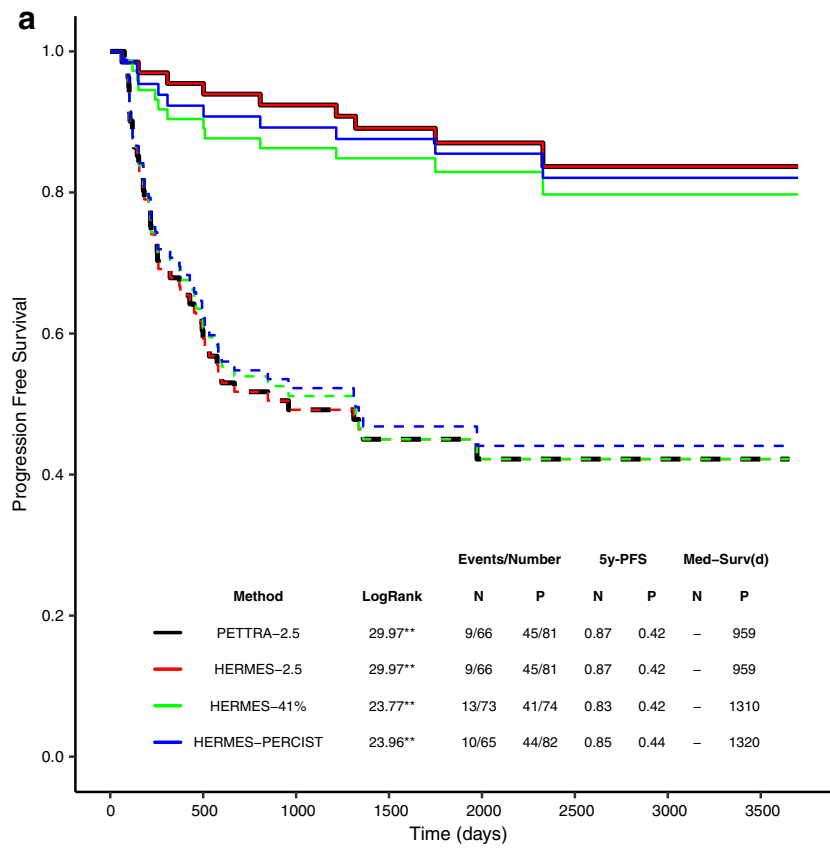 a
1.0
0.8
0.6
0.4
0.2
0.0
Progression Free Survival
Events/Number 5y−PFS Med−Surv(d)
Method LogRank N P N P N P
PETTRA−2.5 29.97** 9/66 45/81 0.87 0.42 − 959
HERMES−2.5 29.97** 9/66 45/81 0.87 0.42 − 959
HERMES−41% 23.77** 13/73 41/74 0.83 0.42 − 1310
HERMES−PERCIST 23.96** 10/65 44/82 0.85 0.44 − 1320
0 500 1000 1500 2000 2500 3000 3500
Time (days)